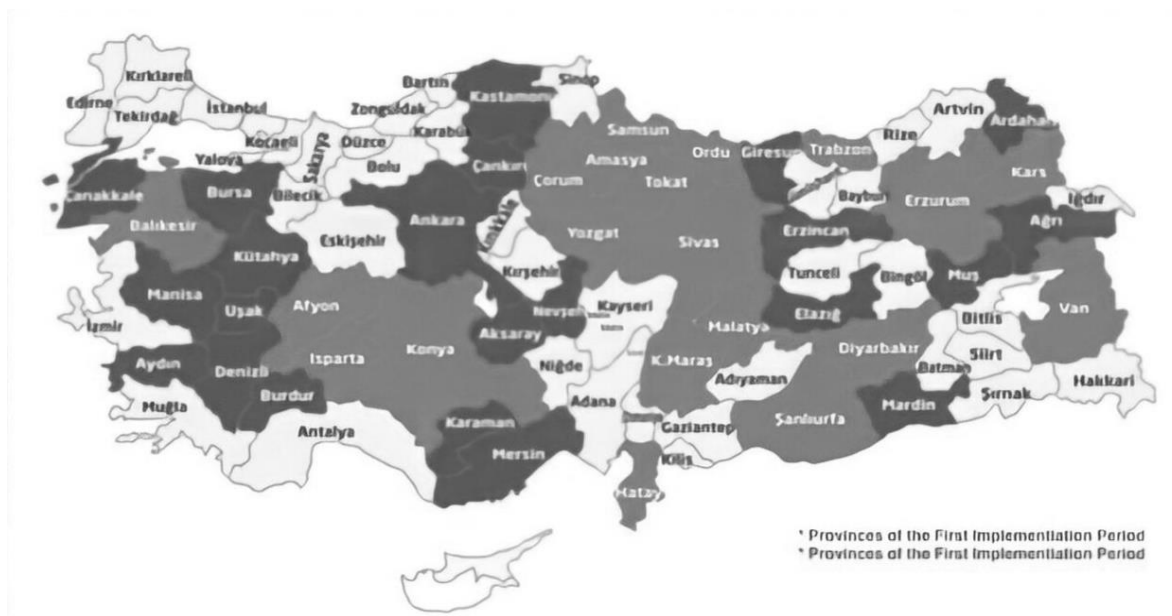 Kırklareli
Edirne
Tekirdağ
İstanbul
Kocaeli
Yalova
Sakarya
Düzce
Zonguldak
Bartın
Karabük
Kastamonu
Sinop
Samsun
Ordu
Giresun
Trabzon
Rize
Artvin
Ardahan
Kars
Iğdır
Ağrı
Erzurum
Bayburt
Erzincan
Tunceli
Bingöl
Muş
Bitlis
Van
Hakkari
Şırnak
Siirt
Batman
Mardin
Diyarbakır
Şanlıurfa
Elazığ
Malatya
Adıyaman
K.Maraş
Gaziantep
Kilis
Hatay
Adana
Niğde
Kayseri
Nevşeh
Aksaray
Kırşehir
Kırıkkale
Yozgat
Sivas
Tokat
Amasya
Çorum
Çankırı
Ankara
Bolu
Bilecik
Eskişehir
Bursa
Çanakkale
Balıkesir
Kütahya
Manisa
Uşak
Afyon
İzmir
Aydın
Denizli
Muğla
Burdur
Isparta
Konya
Antalya
Karaman
Mersin
* Provinces of the First Implementiation Period
* Provinces of the First Implementiation Period